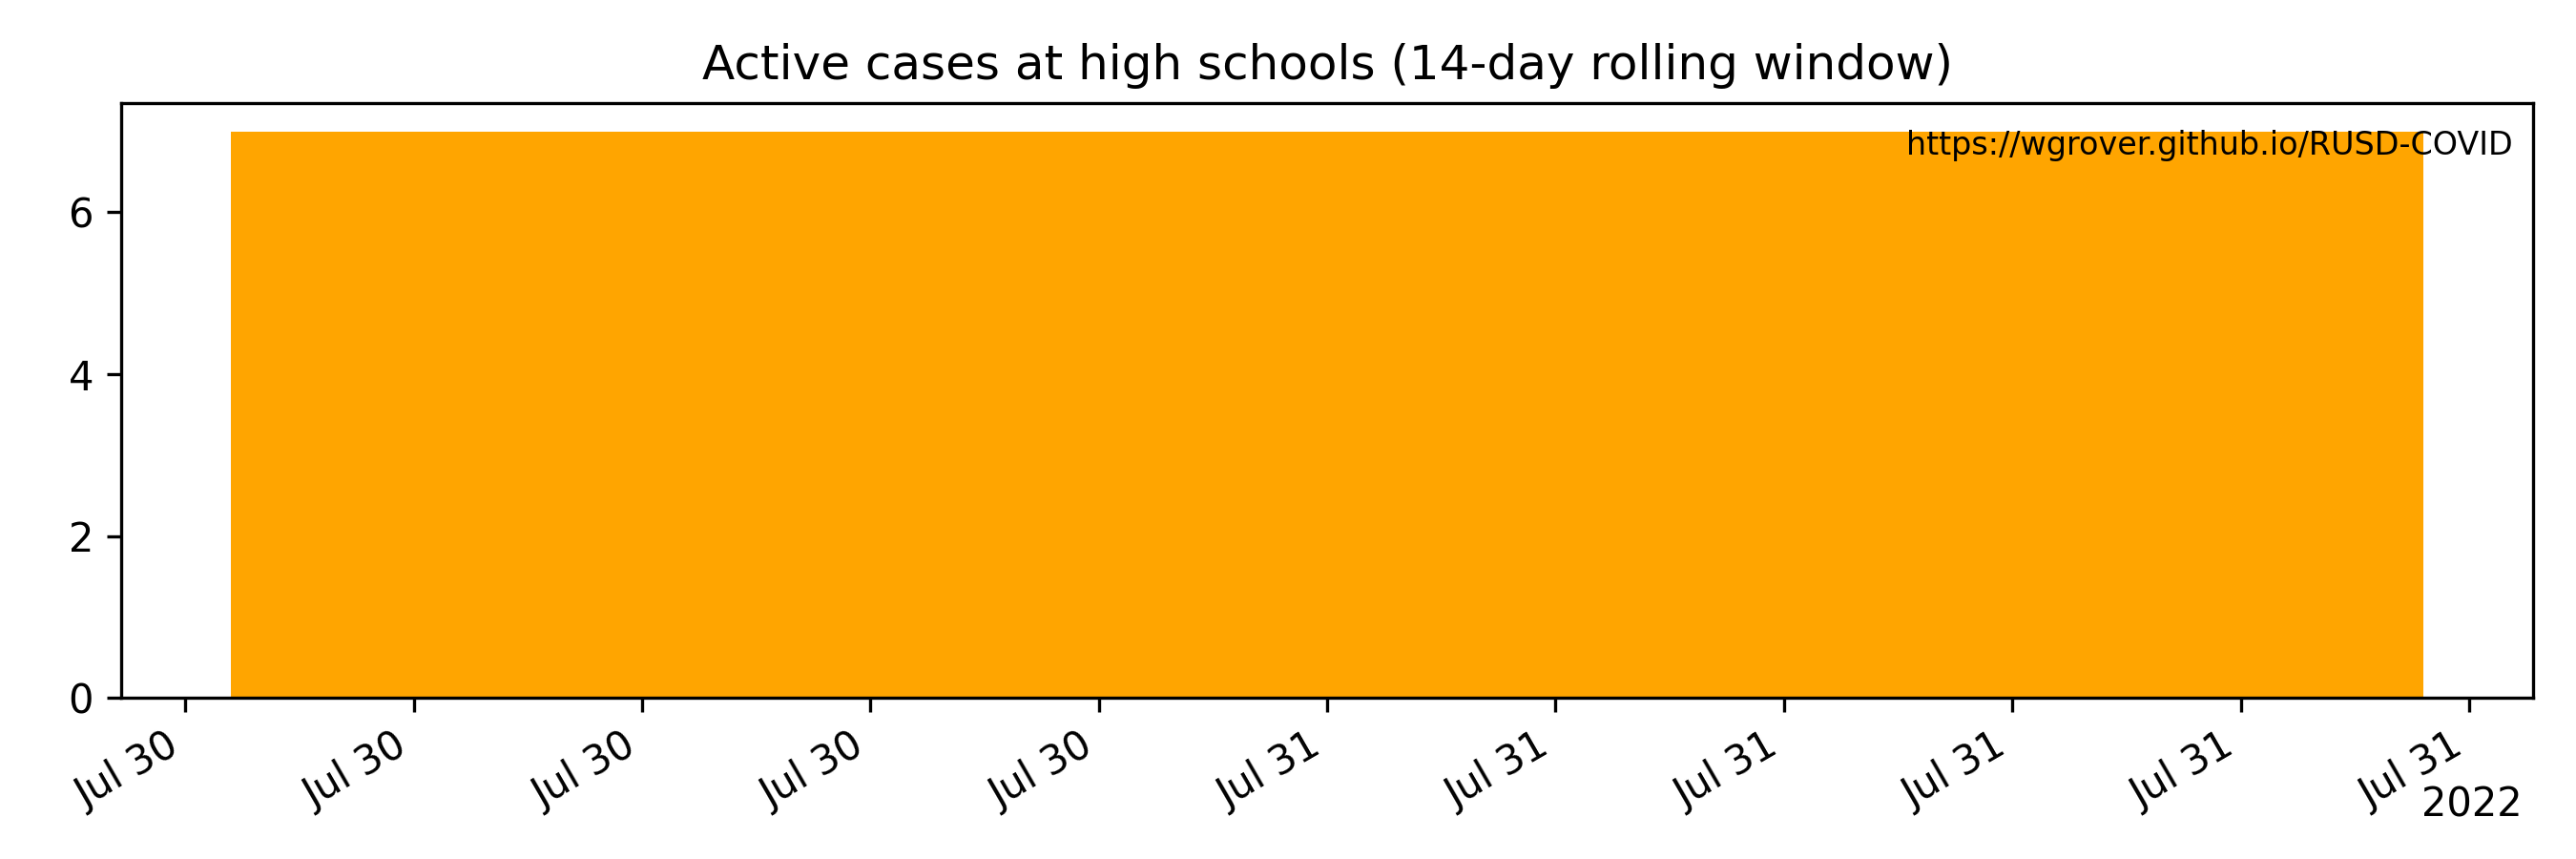 Active cases at high schools (14-day rolling window)
https://wgrover.github.io/RUSD-COVID
6
4
2
0
Jul 30
Jul 30
Jul 30
Jul 30
Jul 30
Jul 31
Jul 31
Jul 31
Jul 31
Jul 31
Jul 31
2022